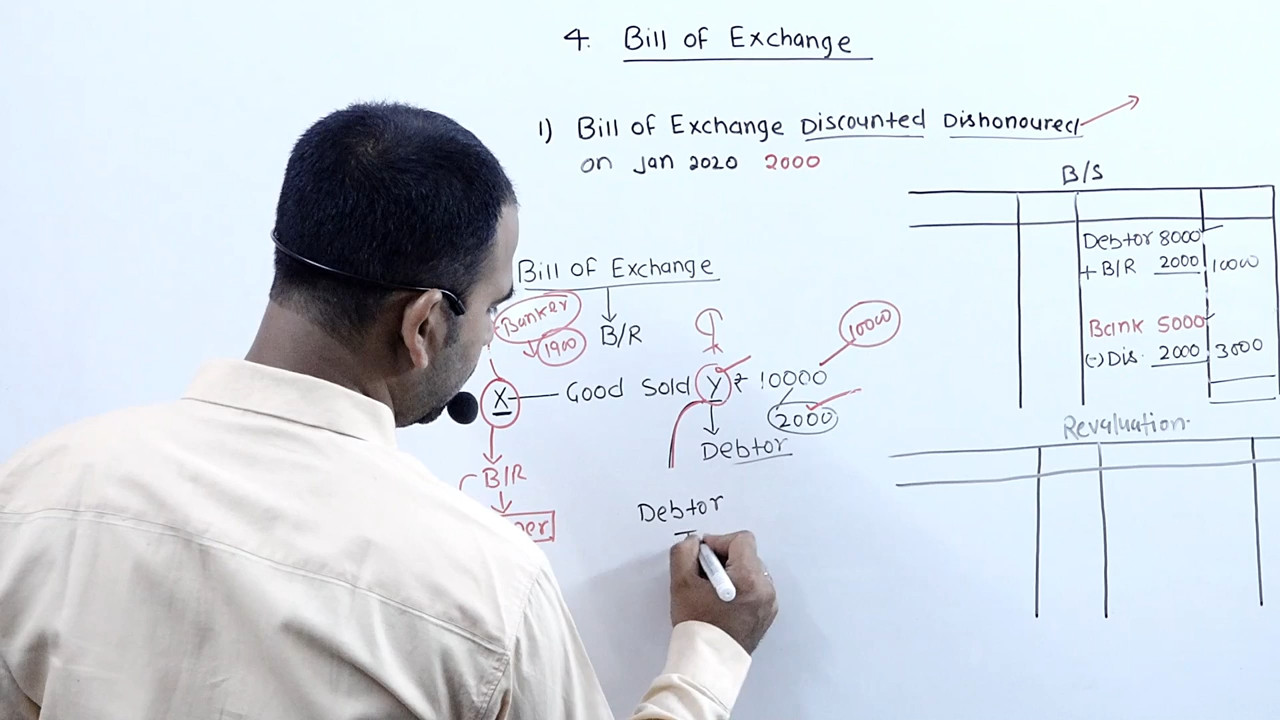 4. Bill of Exchange
1) Bill of Exchange Discounted Dishonoured
on Jan 2020 2000
B/S
Debtor 8000
+ B/R 2000 10000
Bank 5000
(-) Dis. 2000 3000
Bill of Exchange
Banker
1900
B/R
10000
X Good Sold Y ₹ 10000
2000
Debtor
B/R
Debtor
Revaluation